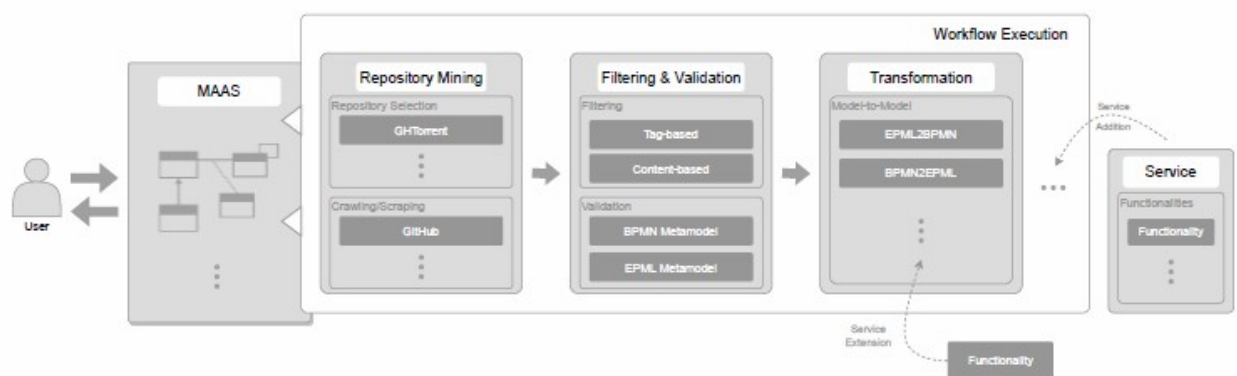 Workflow Execution
MAAS
User
Repository Mining
Repository Selection
GHTorrent
Crawling/Scraping
GitHub
Filtering & Validation
Filtering
Tag-based
Content-based
Validation
BPMN Metamodel
EPML Metamodel
Transformation
Model-to-Model
EPML2BPMN
BPMN2EPML
Service
Addition
Service
Functionalities
Functionality
Service
Extension
Functionality